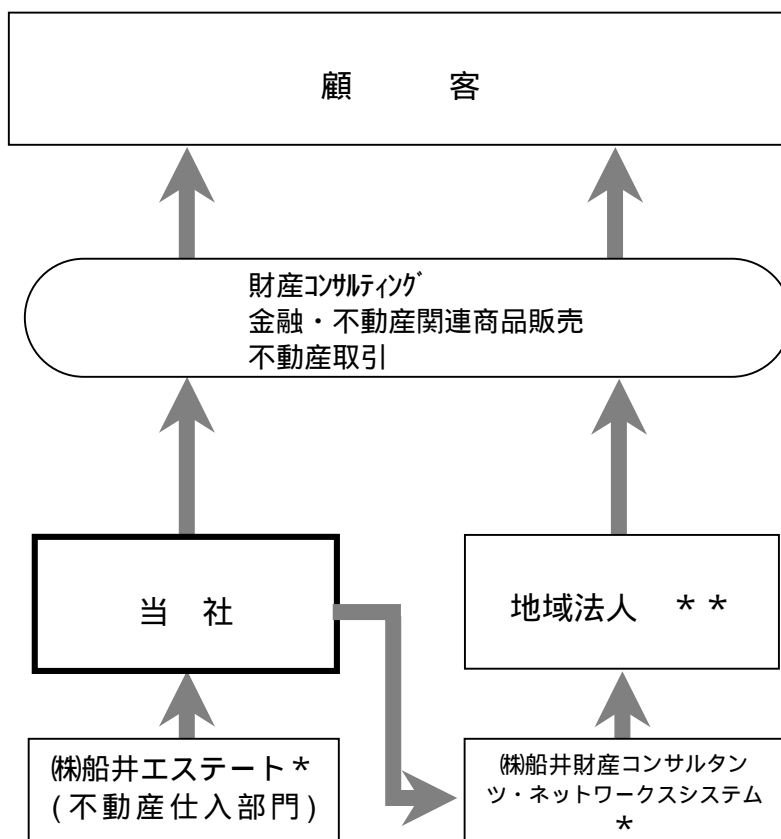 顧　客
財産ｺﾝｻﾙﾃｨﾝｸﾞ
金融・不動産関連商品販売
不動産取引
当　社
地域法人　＊＊
㈱船井エステート＊
(不動産仕入部門)
㈱船井財産コンサルタン
ツ・ネットワークスシステム
＊